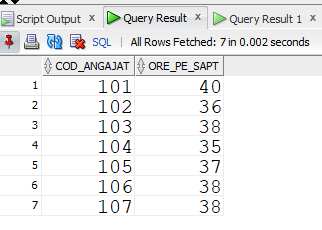 Script Output x Query Result x Query Result 1 x
SQL | All Rows Fetched: 7 in 0.002 seconds
COD_ANGAJAT ORE_PE_SAPT
1 101 40
2 102 36
3 103 38
4 104 35
5 105 37
6 106 38
7 107 38